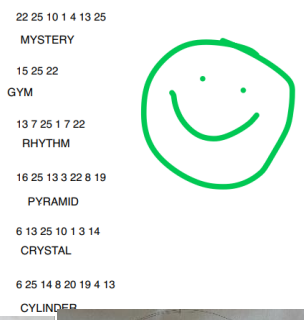 22 25 10 1 4 13 25
MYSTERY
15 25 22
GYM
13 7 25 1 7 22
RHYTHM
16 25 13 3 22 8 19
PYRAMID
6 13 25 10 1 3 14
CRYSTAL
6 25 14 8 20 19 4 13
CYLINDER